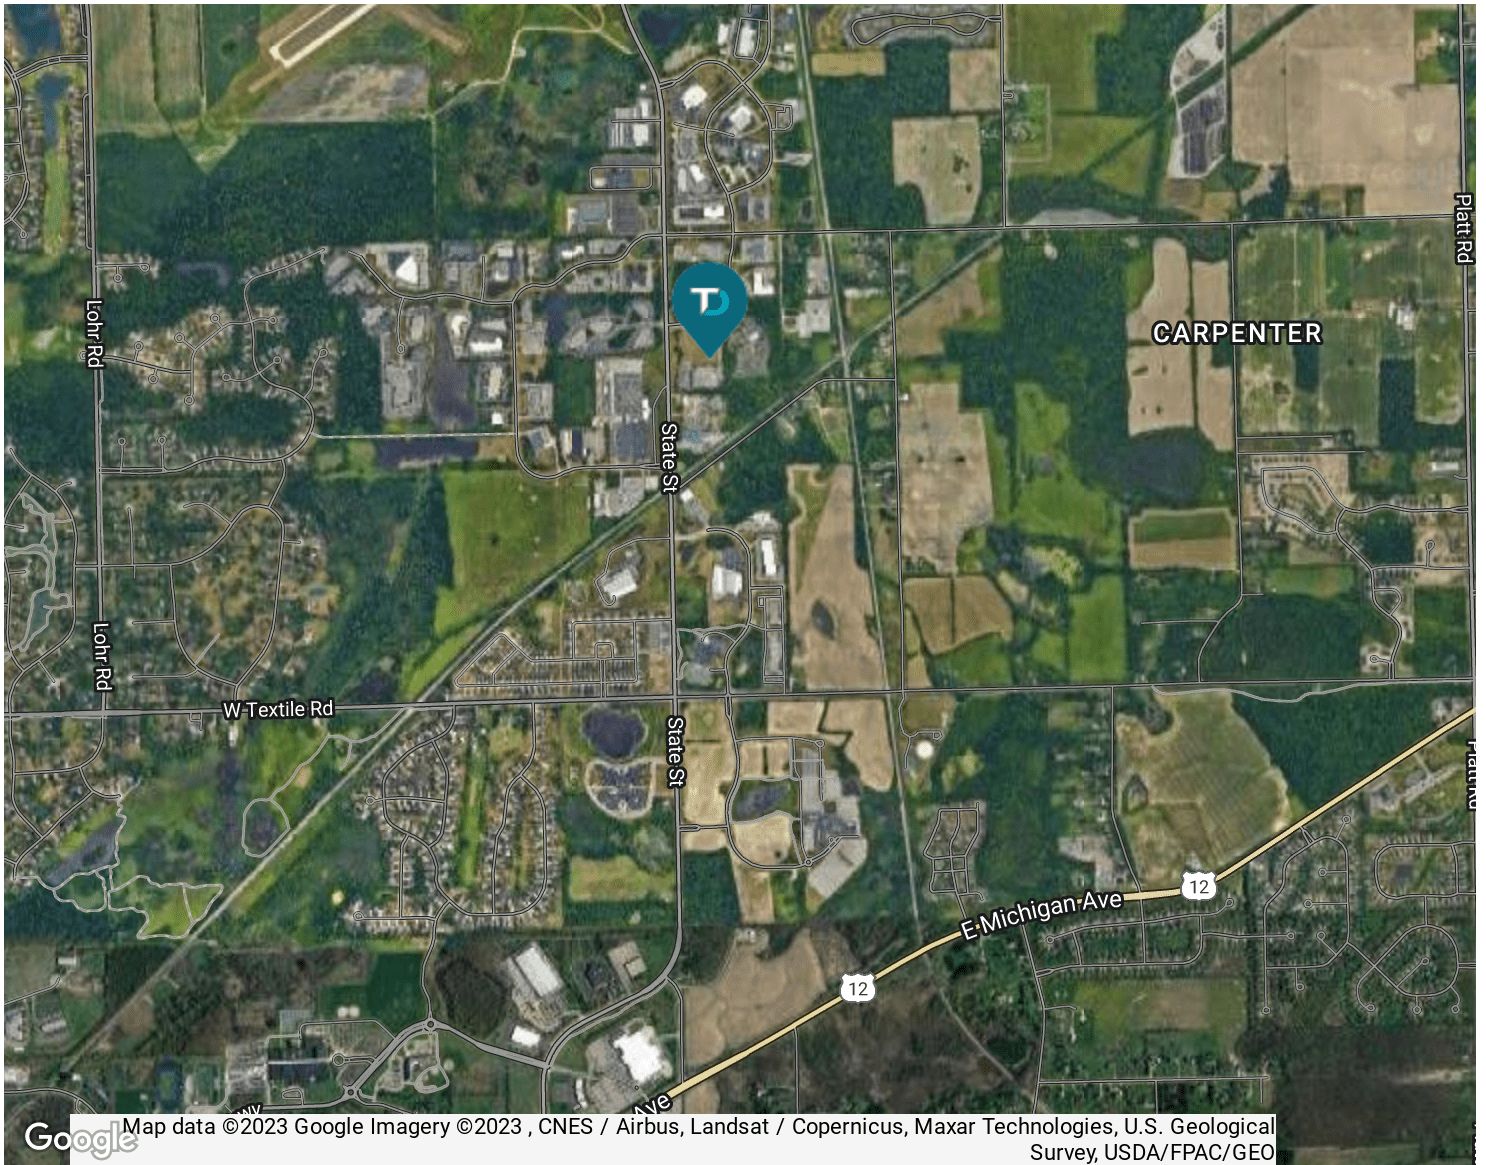 Platt Rd
Lohr Rd
TD
CARPENTER
State St
Lohr Rd
W Textile Rd
State St
Platt Rd
12
E Michigan Ave
12
Ave
wy
Google
Map data ©2023 Google Imagery ©2023 , CNES / Airbus, Landsat / Copernicus, Maxar Technologies, U.S. Geological
Survey, USDA/FPAC/GEO